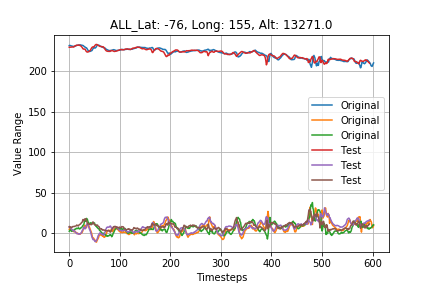 ALL_Lat: -76, Long: 155, Alt: 13271.0
200
150
100
50
0
Value Range
Original
Original
Original
Test
Test
Test
0 100 200 300 400 500 600
Timesteps